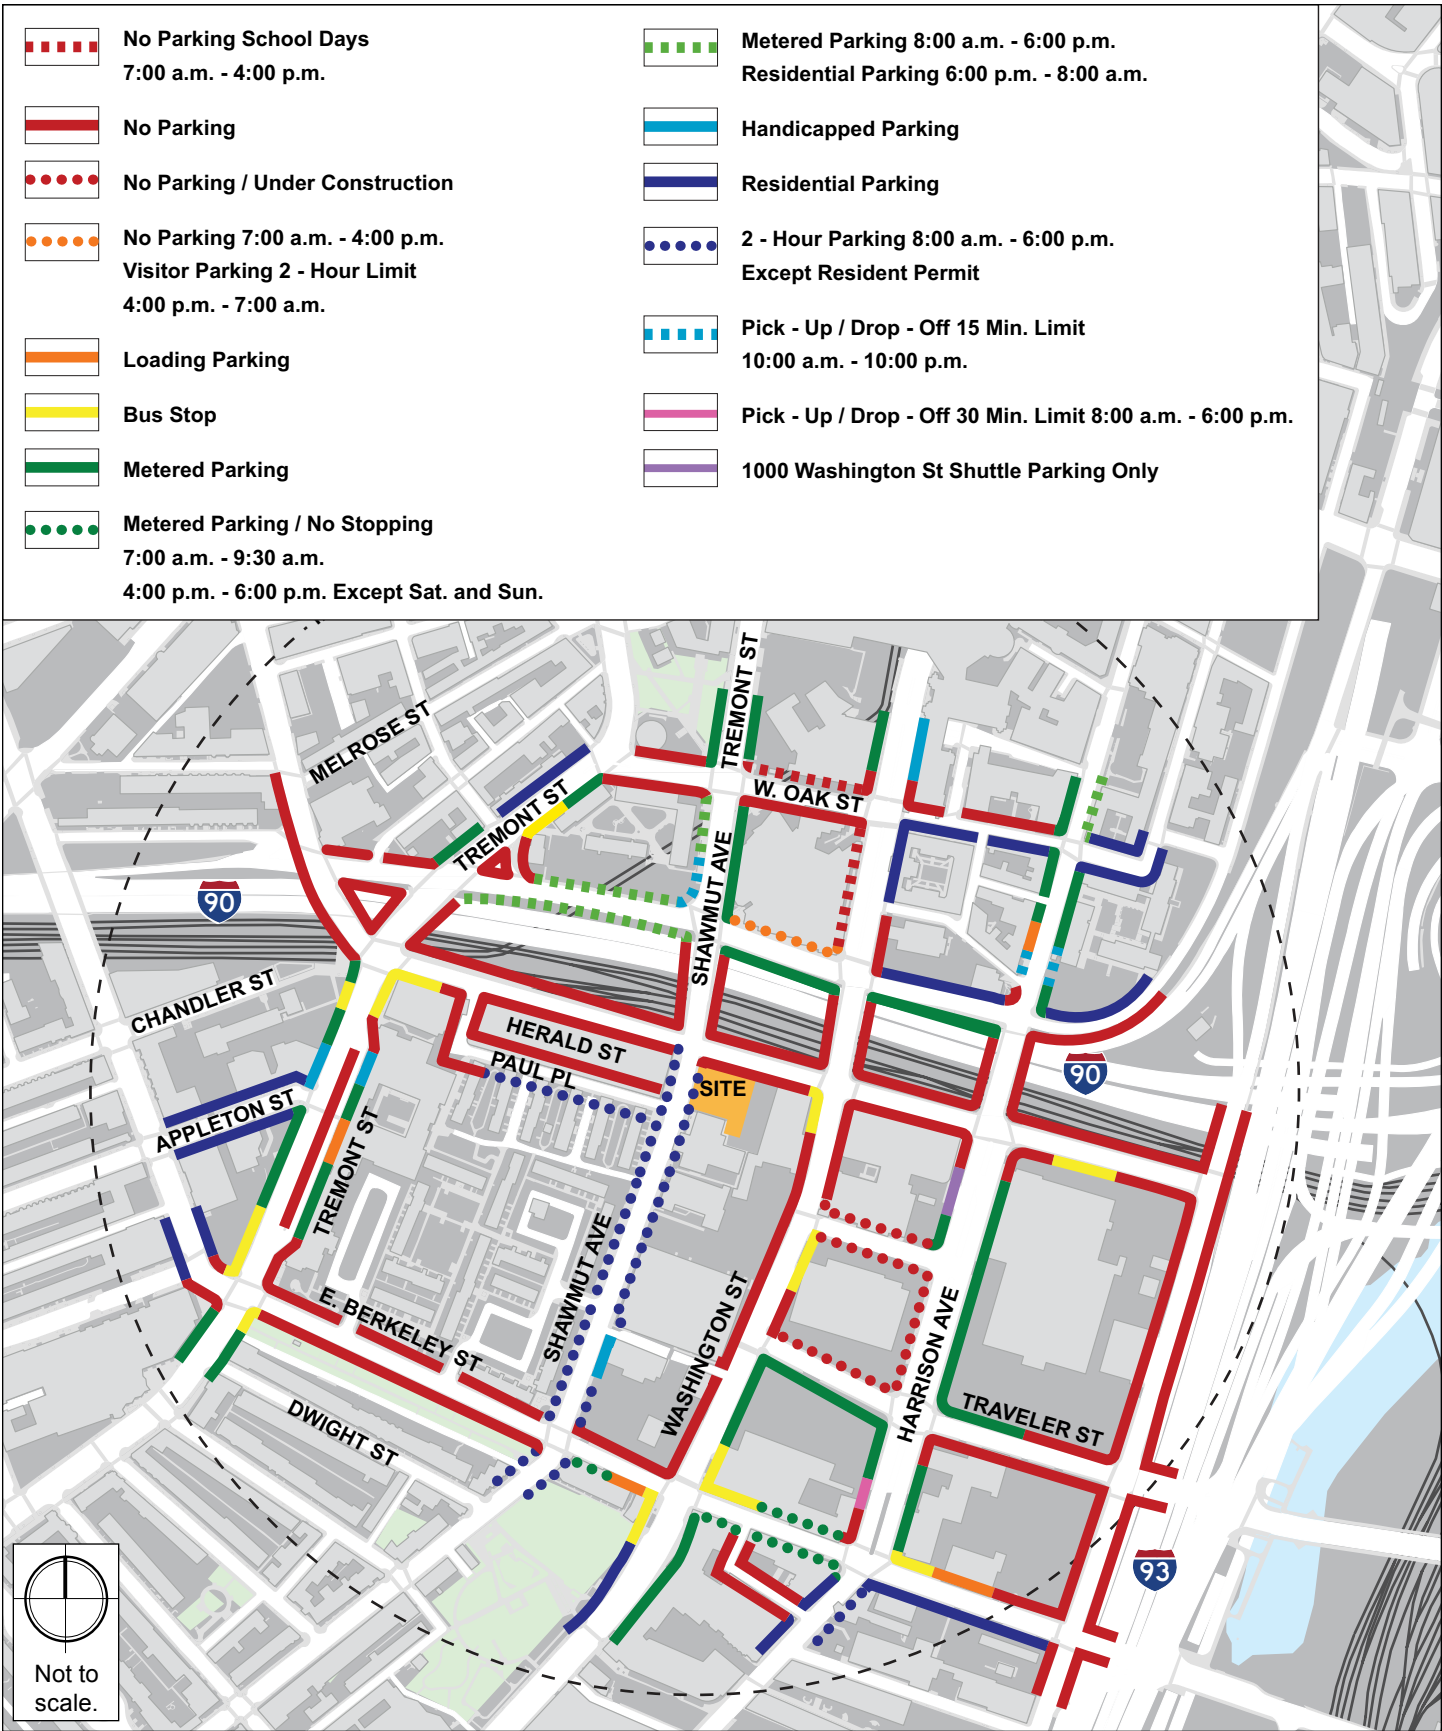 No Parking School Days
7:00 a.m. - 4:00 p.m.
No Parking
No Parking / Under Construction
No Parking 7:00 a.m. - 4:00 p.m.
Visitor Parking 2 - Hour Limit
4:00 p.m. - 7:00 a.m.
Loading Parking
Bus Stop
Metered Parking
Metered Parking / No Stopping
7:00 a.m. - 9:30 a.m.
4:00 p.m. - 6:00 p.m. Except Sat. and Sun.
Metered Parking 8:00 a.m. - 6:00 p.m.
Residential Parking 6:00 p.m. - 8:00 a.m.
Handicapped Parking
Residential Parking
2 - Hour Parking 8:00 a.m. - 6:00 p.m.
Except Resident Permit
Pick - Up / Drop - Off 15 Min. Limit
10:00 a.m. - 10:00 p.m.
Pick - Up / Drop - Off 30 Min. Limit 8:00 a.m. - 6:00 p.m.
1000 Washington St Shuttle Parking Only
TREMONT ST
MELROSE ST
W. OAK ST
TREMONT ST
SHAWMUT AVE
90
CHANDLER ST
HERALD ST
PAUL PL
SITE
90
APPLETON ST
TREMONT ST
SHAWMUT AVE
E. BERKELEY ST
WASHINGTON ST
HARRISON AVE
TRAVELER ST
DWIGHT ST
93
Not to
scale.